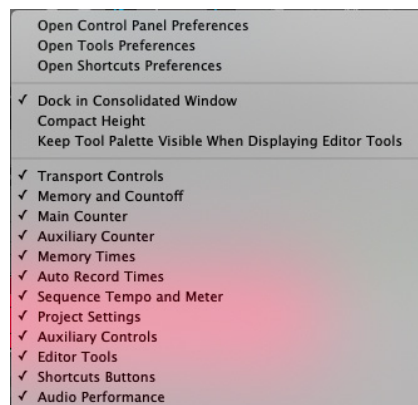 Open Control Panel Preferences
Open Tools Preferences
Open Shortcuts Preferences
✓ Dock in Consolidated Window
Compact Height
Keep Tool Palette Visible When Displaying Editor Tools
✓ Transport Controls
✓ Memory and Countoff
✓ Main Counter
✓ Auxiliary Counter
✓ Memory Times
✓ Auto Record Times
✓ Sequence Tempo and Meter
✓ Project Settings
✓ Auxiliary Controls
✓ Editor Tools
✓ Shortcuts Buttons
✓ Audio Performance